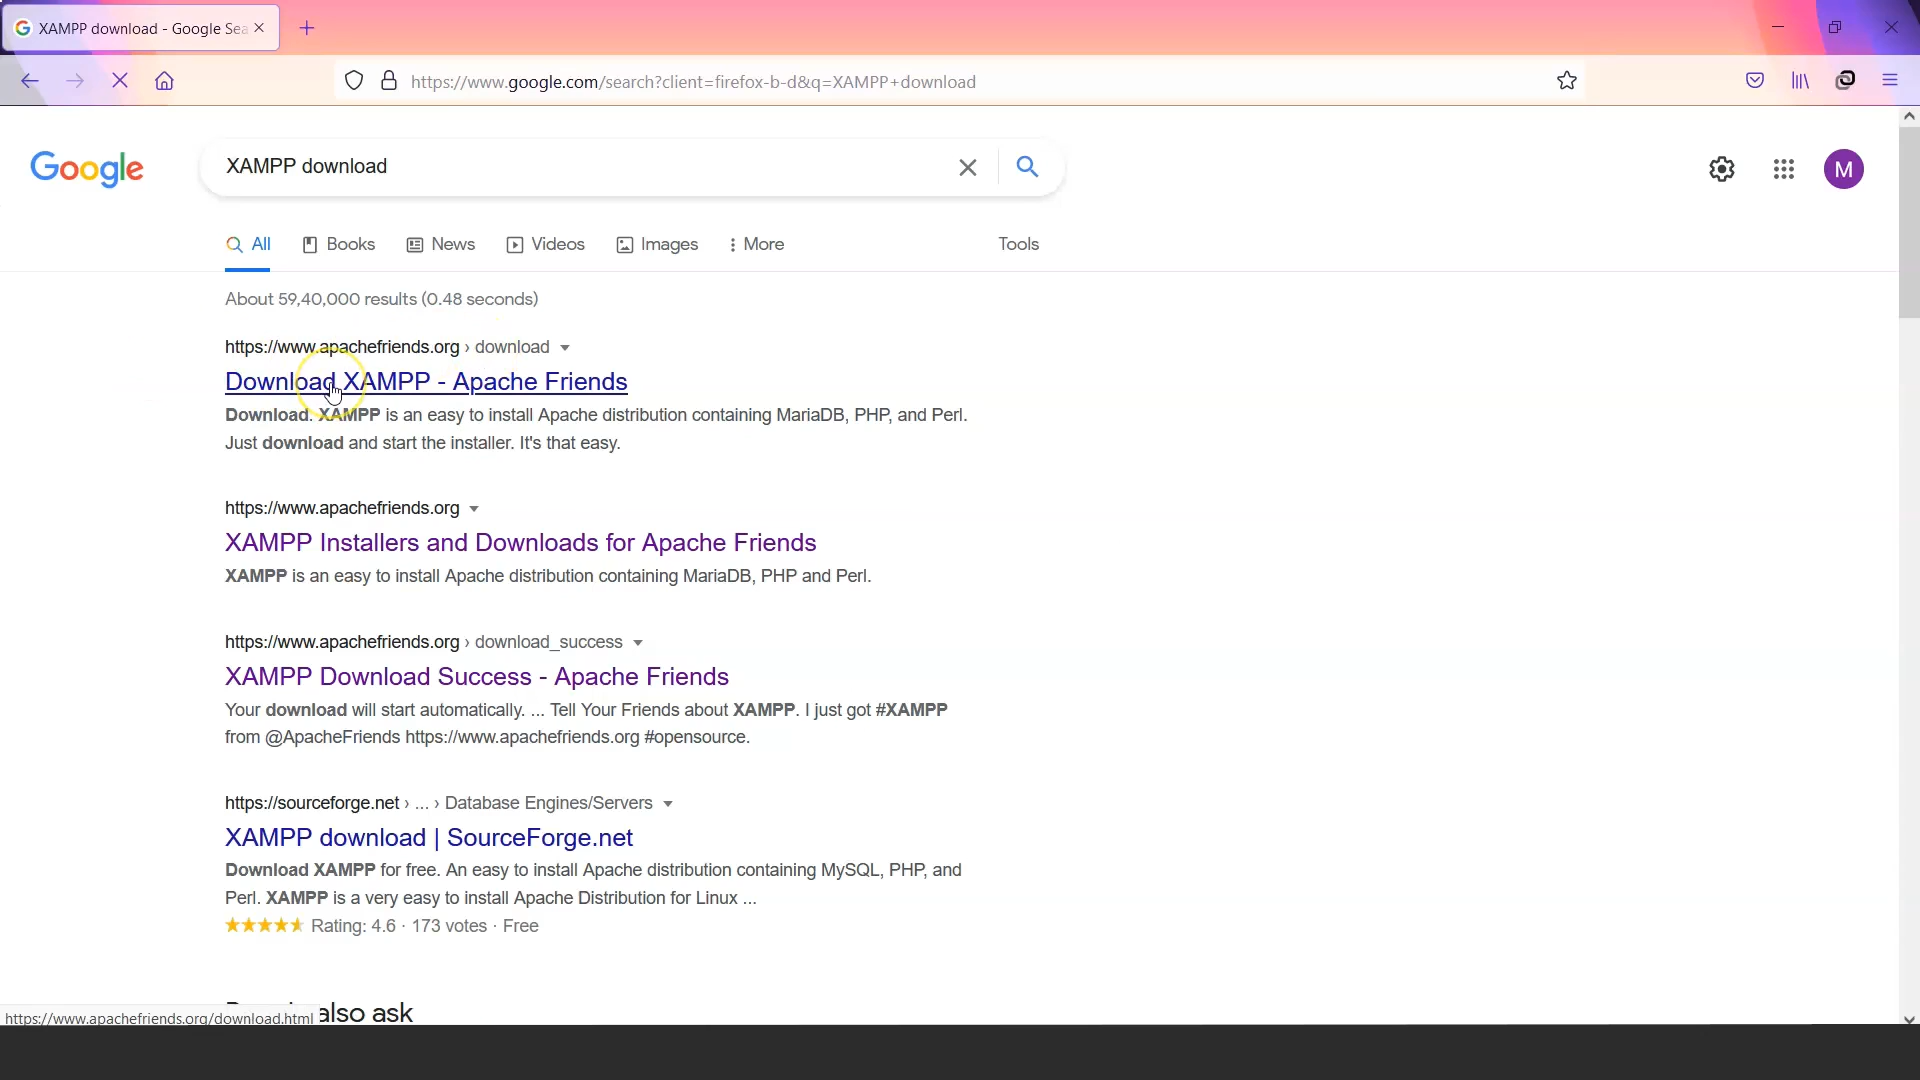 XAMPP download - Google Sea
https://www.google.com/search?client=firefox-b-d&q=XAMPP+download
Google
XAMPP download
M
All
Books
News
Videos
Images
More
Tools
About 59,40,000 results (0.48 seconds)
https://www.apachefriends.org › download
Download XAMPP - Apache Friends
Download. XAMPP is an easy to install Apache distribution containing MariaDB, PHP, and Perl.
Just download and start the installer. It's that easy.
https://www.apachefriends.org
XAMPP Installers and Downloads for Apache Friends
XAMPP is an easy to install Apache distribution containing MariaDB, PHP and Perl.
https://www.apachefriends.org › download_success
XAMPP Download Success - Apache Friends
Your download will start automatically. ... Tell Your Friends about XAMPP. I just got #XAMPP
from @ApacheFriends https://www.apachefriends.org #opensource.
https://sourceforge.net › ... › Database Engines/Servers
XAMPP download | SourceForge.net
Download XAMPP for free. An easy to install Apache distribution containing MySQL, PHP, and
Perl. XAMPP is a very easy to install Apache Distribution for Linux ...
Rating: 4.6 · 173 votes · Free
also ask
https://www.apachefriends.org/download.html